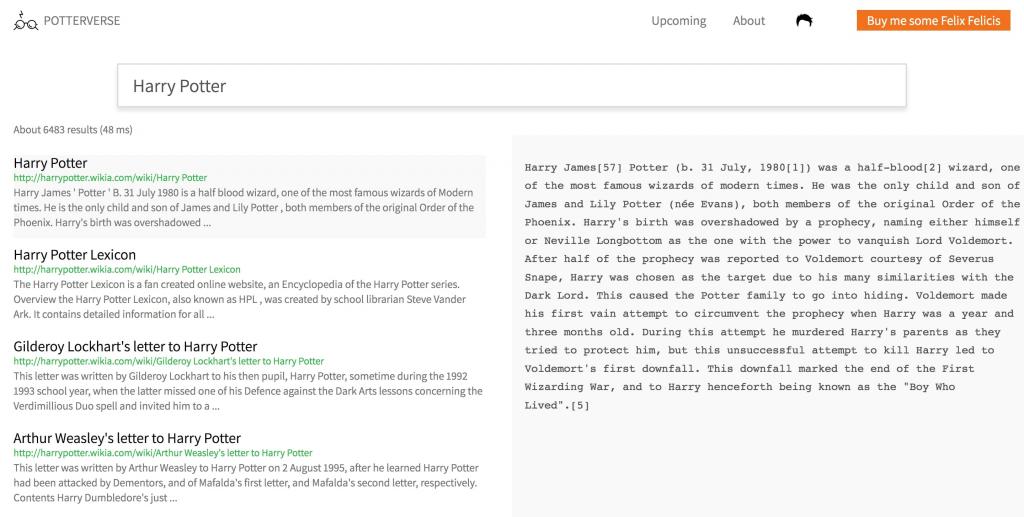 POTTERVERSE
Upcoming
About
Buy me some Felix Felicis
Harry Potter
About 6483 results (48 ms)
Harry Potter
http://harrypotter.wikia.com/wiki/Harry Potter
Harry James ' Potter ' B. 31 July 1980 is a half blood wizard, one of the most famous wizards of Modern
times. He is the only child and son of James and Lily Potter , both members of the original Order of the
Phoenix. Harry's birth was overshadowed ...
Harry Potter Lexicon
http://harrypotter.wikia.com/wiki/Harry Potter Lexicon
The Harry Potter Lexicon is a fan created online website, an Encyclopedia of the Harry Potter series.
Overview the Harry Potter Lexicon, also known as HPL , was created by school librarian Steve Vander
Ark. It contains detailed information for all ...
Gilderoy Lockhart's letter to Harry Potter
http://harrypotter.wikia.com/wiki/Gilderoy Lockhart's letter to Harry Potter
This letter was written by Gilderoy Lockhart to his then pupil, Harry Potter, sometime during the 1992
1993 school year, when the latter missed one of his Defence against the Dark Arts lessons concerning the
Verdimillious Duo spell and invited him to a ...
Arthur Weasley's letter to Harry Potter
http://harrypotter.wikia.com/wiki/Arthur Weasley's letter to Harry Potter
This letter was written by Arthur Weasley to Harry Potter on 2 August 1995, after he learned Harry Potter
had been attacked by Dementors, and of Mafalda's first letter, and Mafalda's second letter, respectively.
Contents Harry Dumbledore's just ...
Harry James[57] Potter (b. 31 July, 1980[1]) was a half-blood[2] wizard, one
of the most famous wizards of modern times. He was the only child and son of
James and Lily Potter (née Evans), both members of the original Order of the
Phoenix. Harry's birth was overshadowed by a prophecy, naming either himself
or Neville Longbottom as the one with the power to vanquish Lord Voldemort.
After half of the prophecy was reported to Voldemort courtesy of Severus
Snape, Harry was chosen as the target due to his many similarities with the
Dark Lord. This caused the Potter family to go into hiding. Voldemort made
his first vain attempt to circumvent the prophecy when Harry was a year and
three months old. During this attempt he murdered Harry's parents as they
tried to protect him, but this unsuccessful attempt to kill Harry led to
Voldemort's first downfall. This downfall marked the end of the First
Wizarding War, and to Harry henceforth being known as the "Boy Who
Lived".[5]